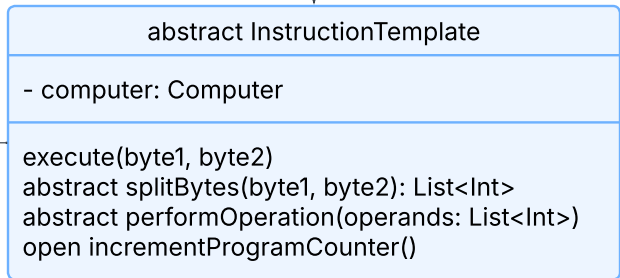 abstract InstructionTemplate
- computer: Computer
execute(byte1, byte2)
abstract splitBytes(byte1, byte2): List<Int>
abstract performOperation(operands: List<Int>)
open incrementProgramCounter()